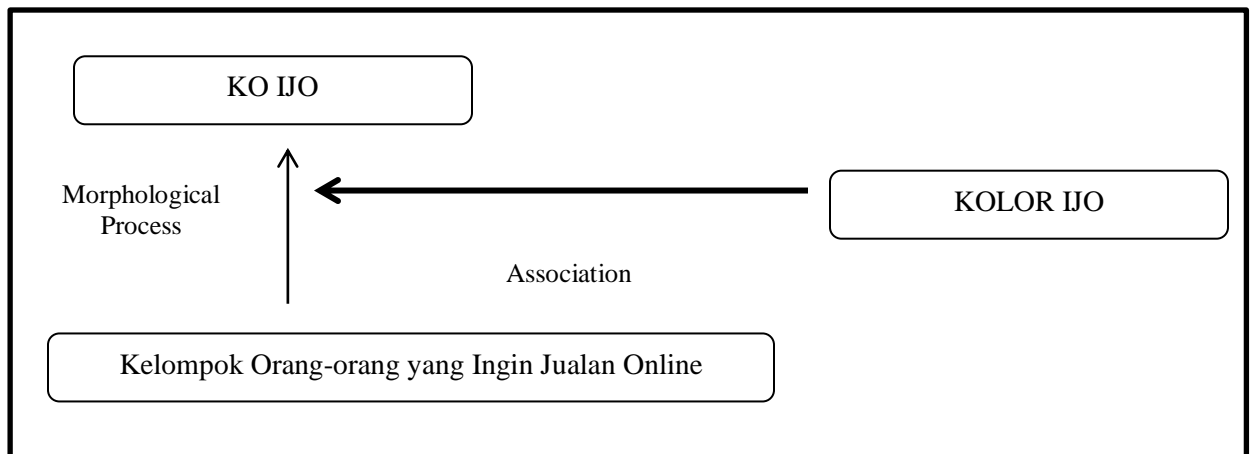 KO IJO
Morphological
Process
KOLOR IJO
Association
Kelompok Orang-orang yang Ingin Jualan Online